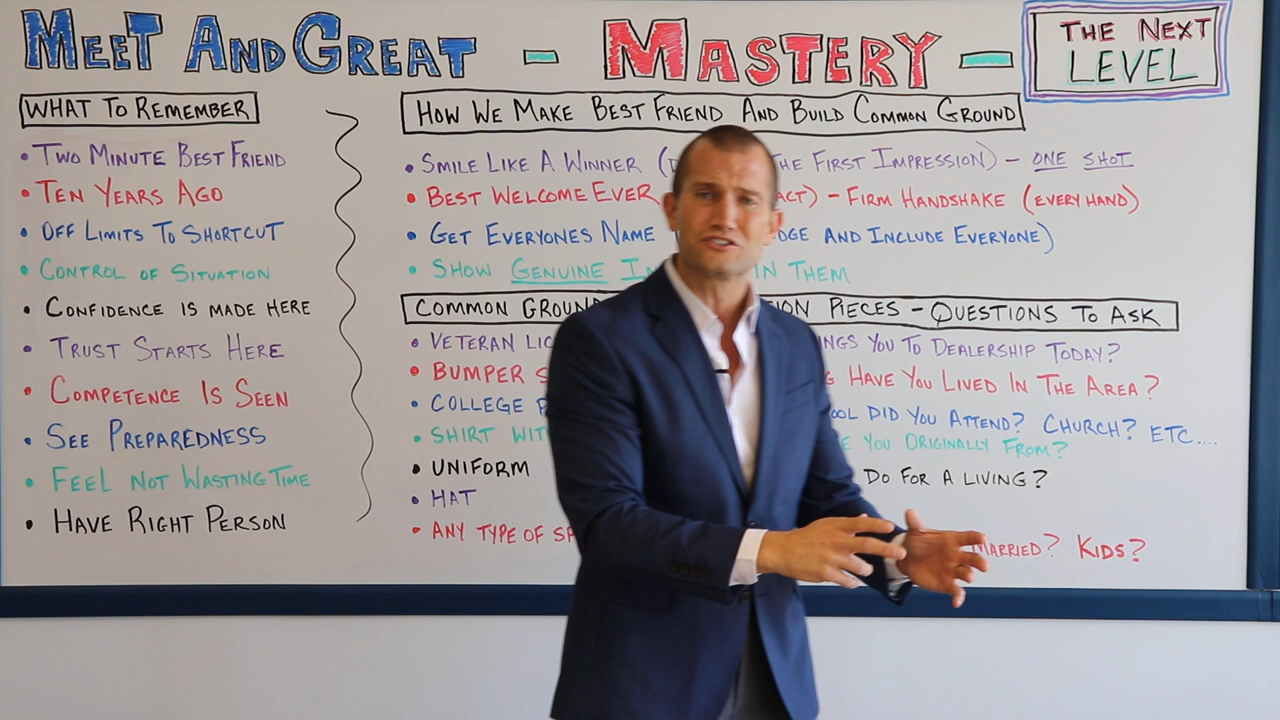 MEET AND GREAT - MASTERY - THE NEXT LEVEL
WHAT TO REMEMBER
• TWO MINUTE BEST FRIEND
• TEN YEARS AGO
• OFF LIMITS TO SHORTCUT
• CONTROL OF SITUATION
• CONFIDENCE IS MADE HERE
• TRUST STARTS HERE
• COMPETENCE IS SEEN
• SEE PREPAREDNESS
• FEEL NOT WASTING TIME
• HAVE RIGHT PERSON
HOW WE MAKE BEST FRIEND AND BUILD COMMON GROUND
• SMILE LIKE A WINNER ( THE FIRST IMPRESSION) - ONE SHOT
• BEST WELCOME EVER - FIRM HANDSHAKE (EVERY HAND)
• GET EVERYONES NAME AND INCLUDE EVERYONE)
• SHOW GENUINE IN THEM
COMMON GROUND PIECES - QUESTIONS TO ASK
• VETERAN YOU TO DEALERSHIP TODAY?
• BUMPER HAVE YOU LIVED IN THE AREA?
• COLLEGE DID YOU ATTEND? CHURCH? ETC....
• SHIRT WITH YOU ORIGINALLY FROM?
• UNIFORM DO FOR A LIVING?
• HAT
• ANY TYPE OF MARRIED? KIDS?